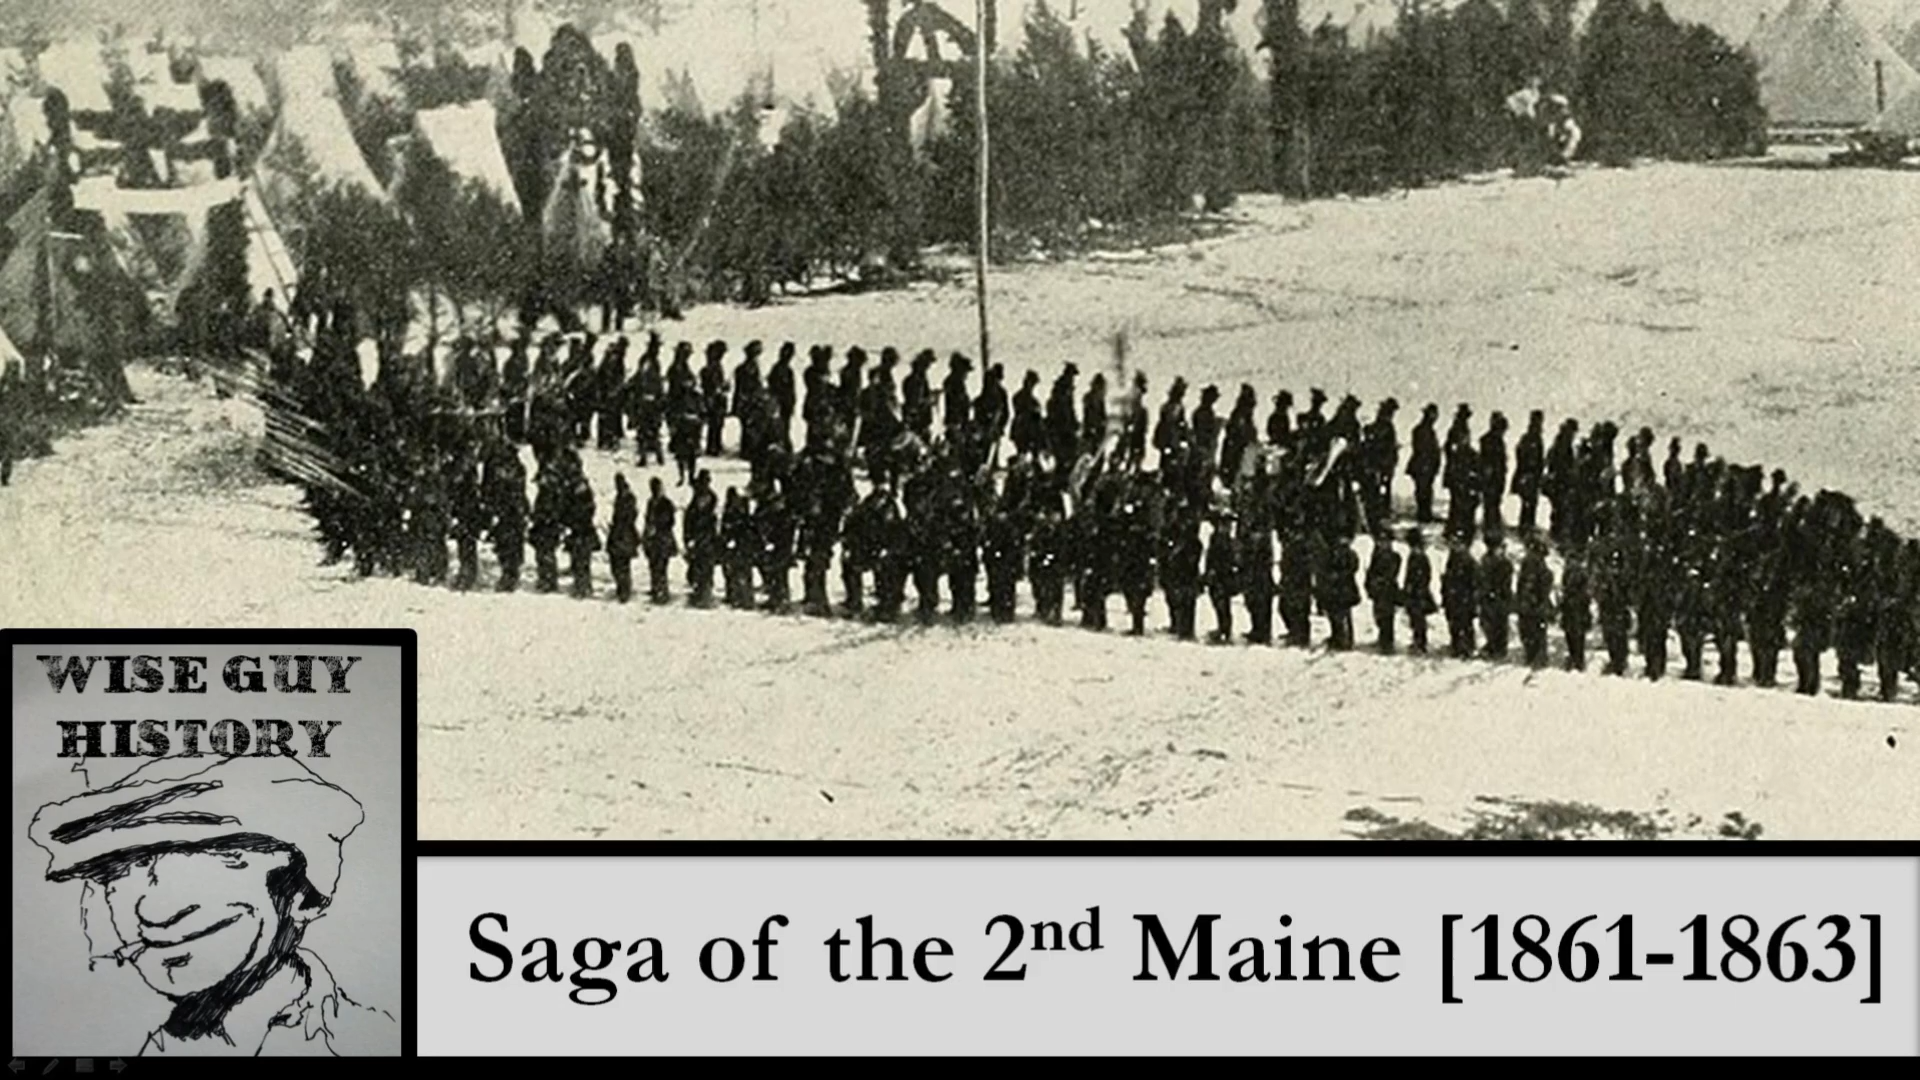 WISE GUY
HISTORY
Saga of the 2nd Maine [1861-1863]